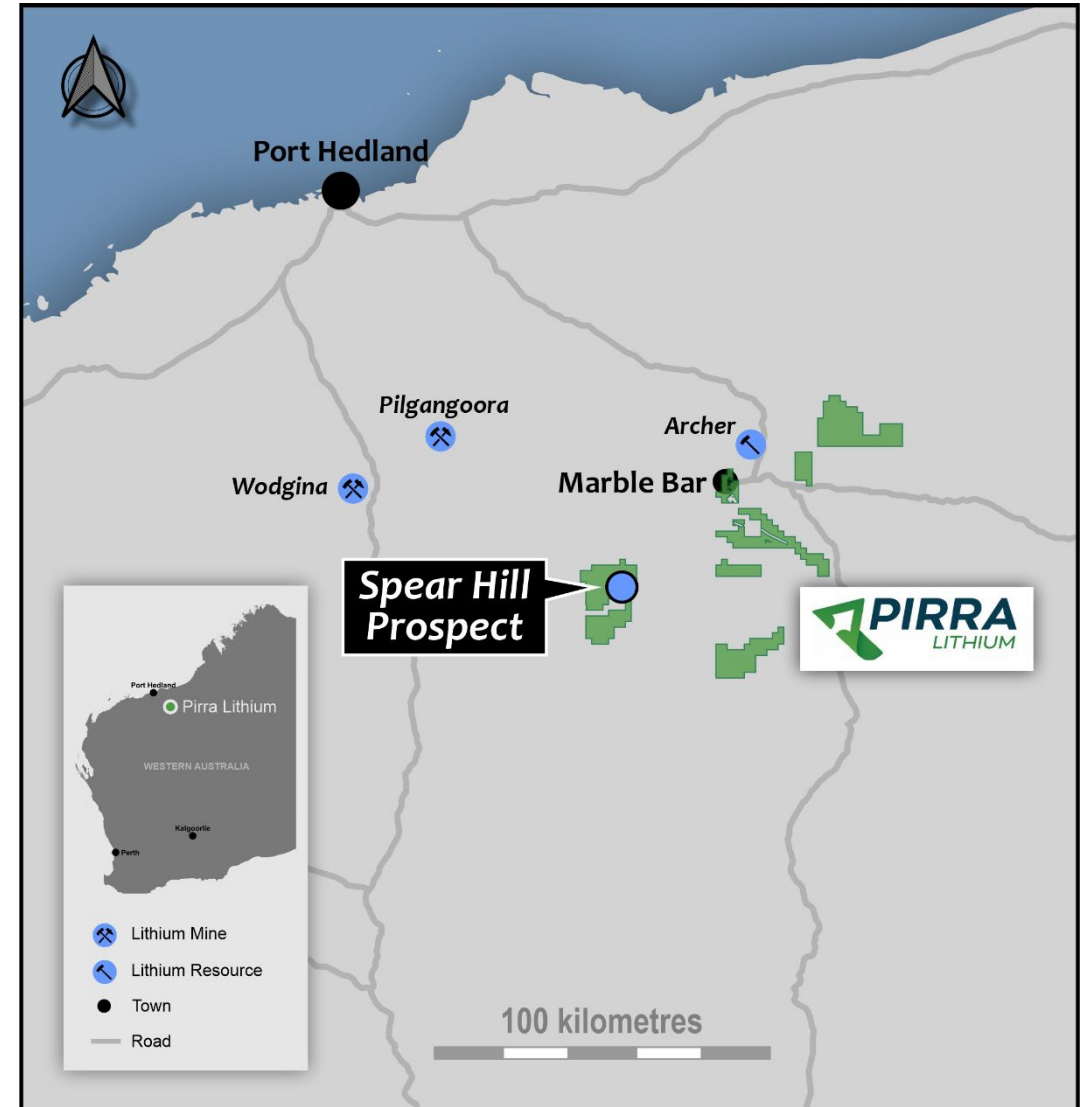 Port Hedland
Pilgangoora
Archer
Wodgina
Marble Bar
Spear Hill
Prospect
PIRRA
LITHIUM
Port Hedland
Pirra Lithium
WESTERN AUSTRALIA
Kalgoorlie
Perth
Lithium Mine
Lithium Resource
Town
Road
100 kilometres